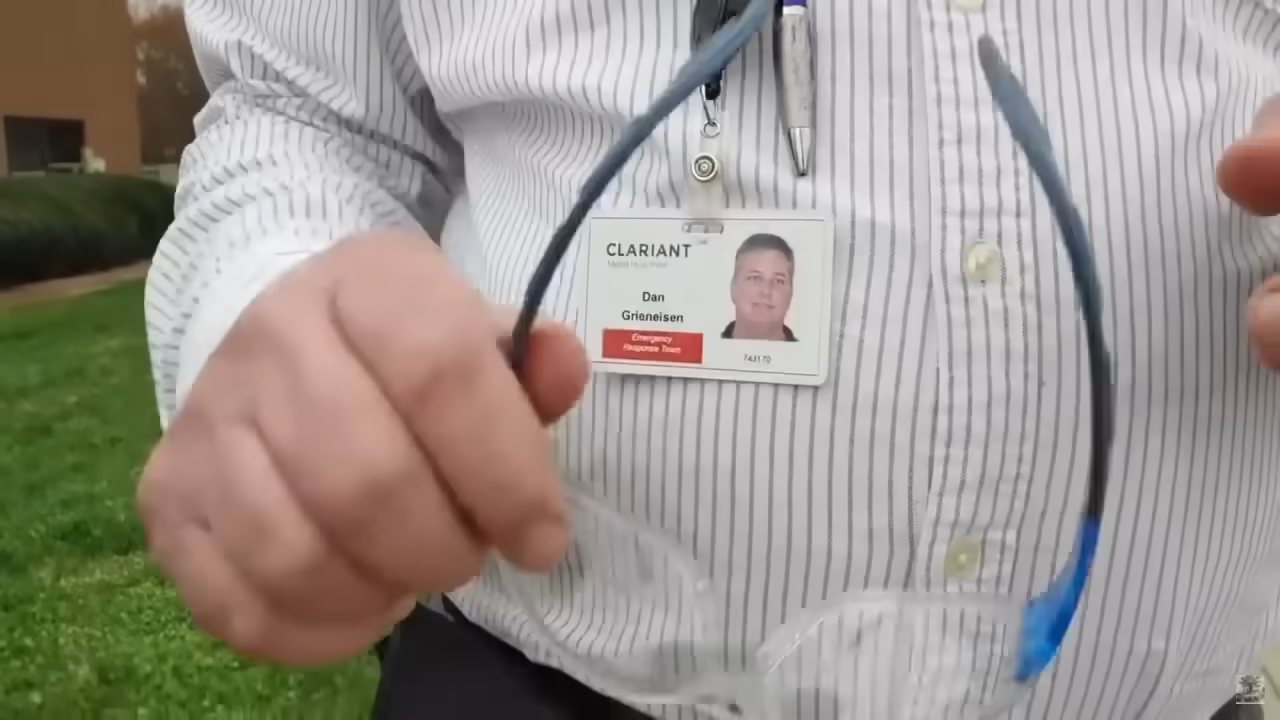 CLARIANT
Dan
Grieneisen
Emergency
Response Team
743170